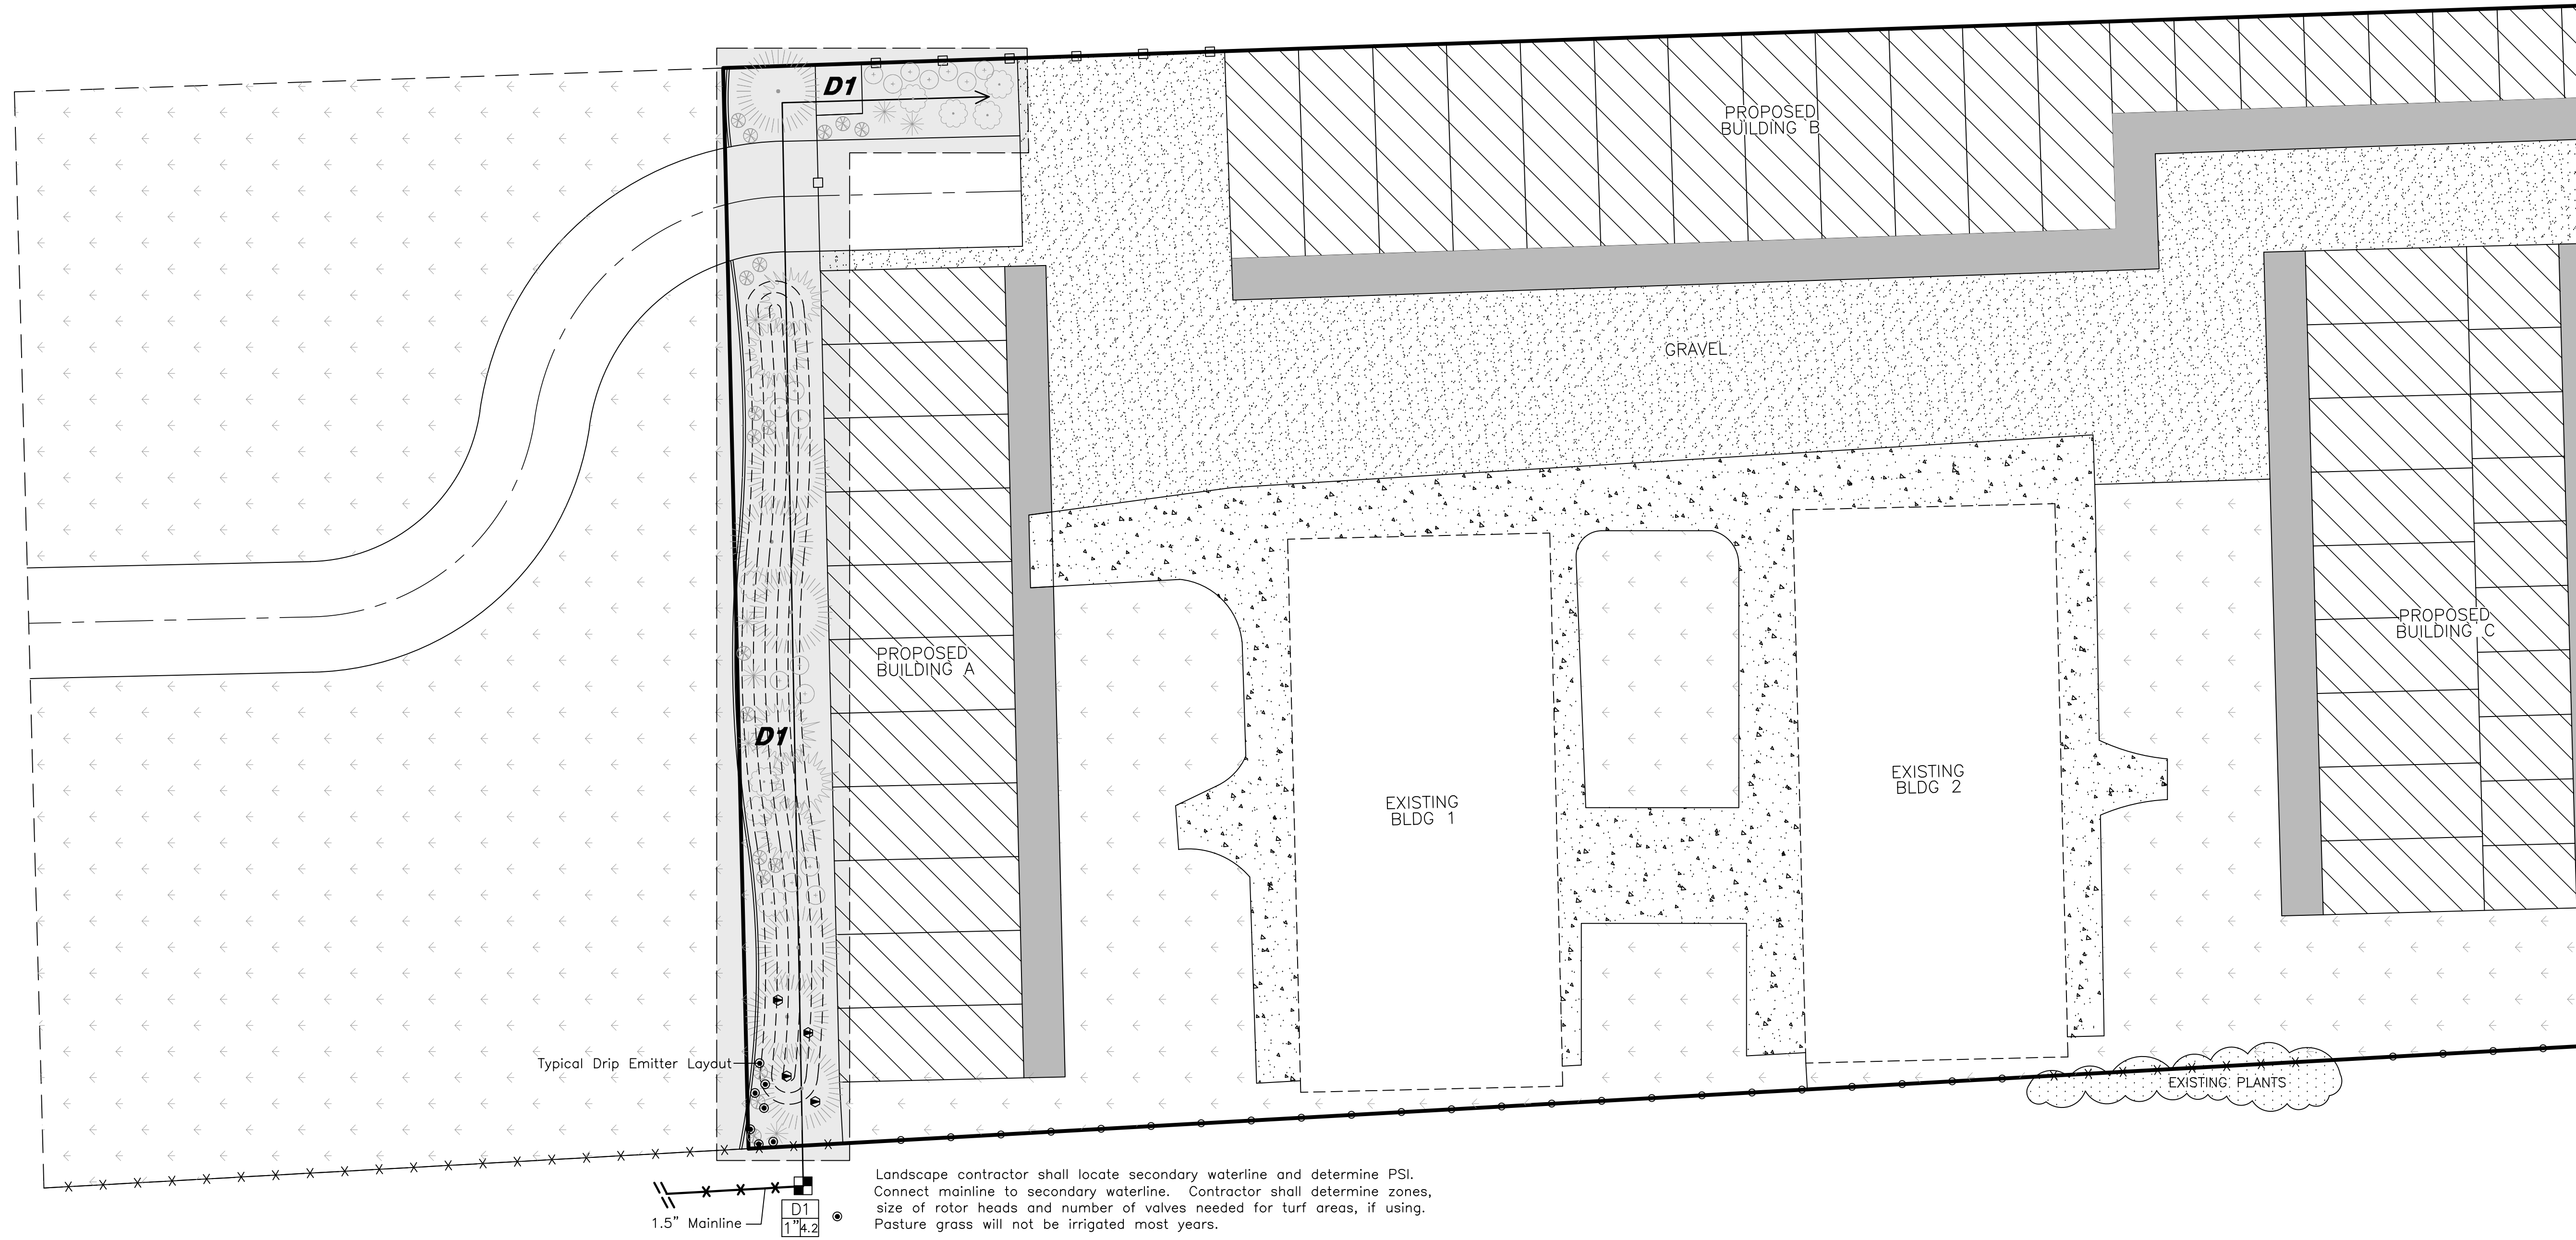 D1
PROPOSED
BUILDING B
GRAVEL
PROPOSED
BUILDING A
PROPOSED
BUILDING C
D1
EXISTING
BLDG 1
EXISTING
BLDG 2
Typical Drip Emitter Layout
EXISTING PLANTS
1.5" Mainline
D1
1" 4.2
Landscape contractor shall locate secondary waterline and determine PSI.
Connect mainline to secondary waterline. Contractor shall determine zones,
size of rotor heads and number of valves needed for turf areas, if using.
Pasture grass will not be irrigated most years.